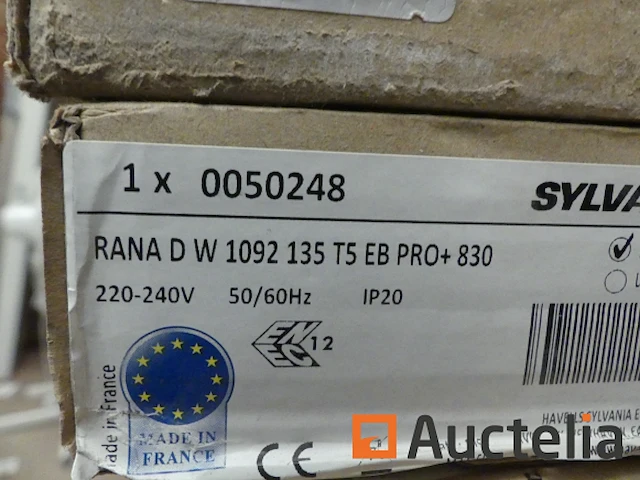 1 x 0050248
SYLVA
RANA D W 1092 135 T5 EB PRO+ 830
220-240V 50/60Hz IP20
ENEC 12
Made in France
MADE IN
FRANCE
CE
HAVELLS SYLVANIA E
Auctelia